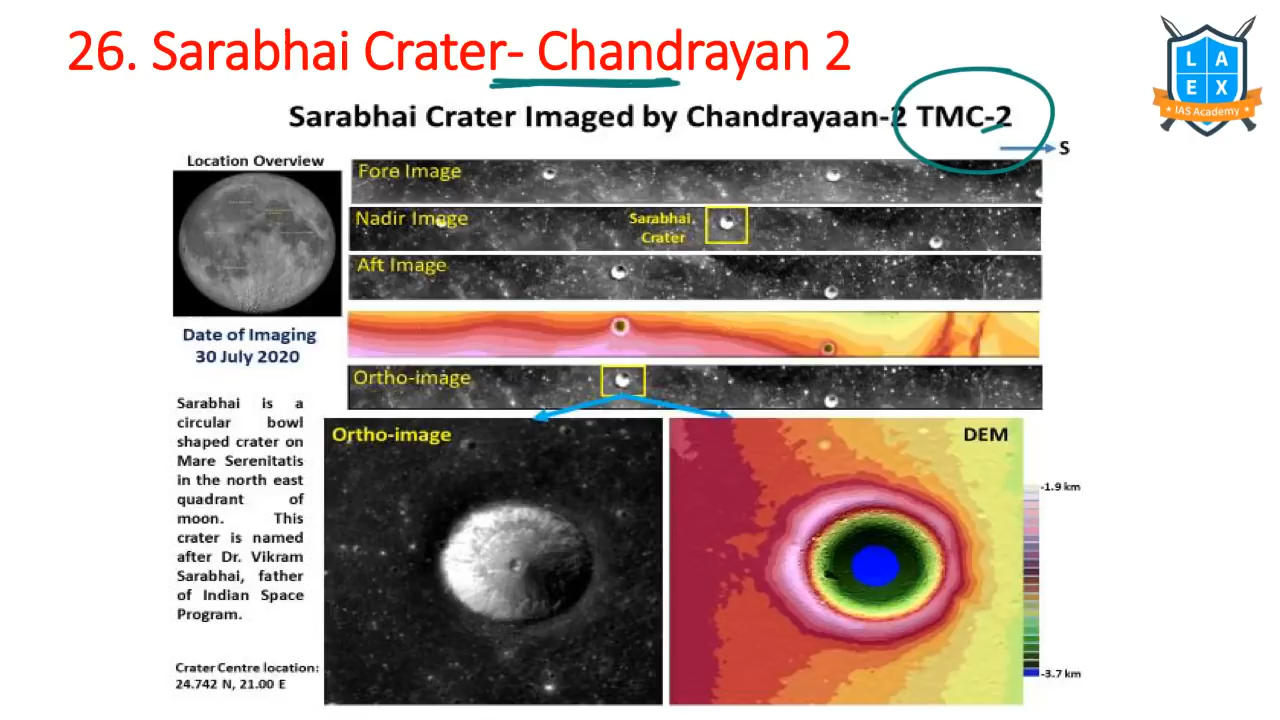 26. Sarabhai Crater- Chandrayan 2
L A
E X
IAS Academy
Sarabhai Crater Imaged by Chandrayaan-2 TMC-2
S
Location Overview
Fore Image
Nadir Image
Sarabhai
Crater
Aft Image
Date of Imaging
30 July 2020
Ortho-image
Sarabhai is a
circular bowl
shaped crater on
Mare Serenitatis
in the north east
quadrant of
moon. This
crater is named
after Dr. Vikram
Sarabhai, father
of Indian Space
Program.
Crater Centre location:
24.742 N, 21.00 E
Ortho-image
DEM
-1.9 km
-3.7 km